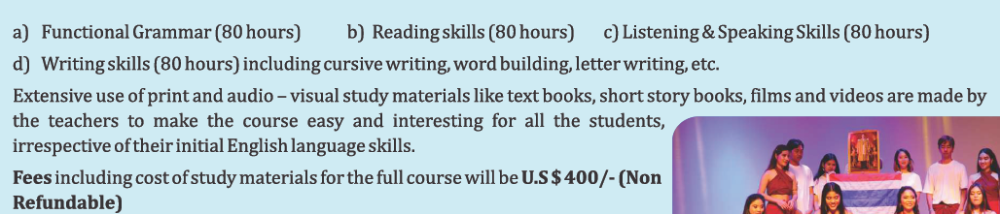 a) Functional Grammar (80 hours) b) Reading skills (80 hours) c) Listening & Speaking Skills (80 hours)
d) Writing skills (80 hours) including cursive writing, word building, letter writing, etc.
Extensive use of print and audio – visual study materials like text books, short story books, films and videos are made by
the teachers to make the course easy and interesting for all the students,
irrespective of their initial English language skills.
Fees including cost of study materials for the full course will be U.S $ 400/- (Non
Refundable)